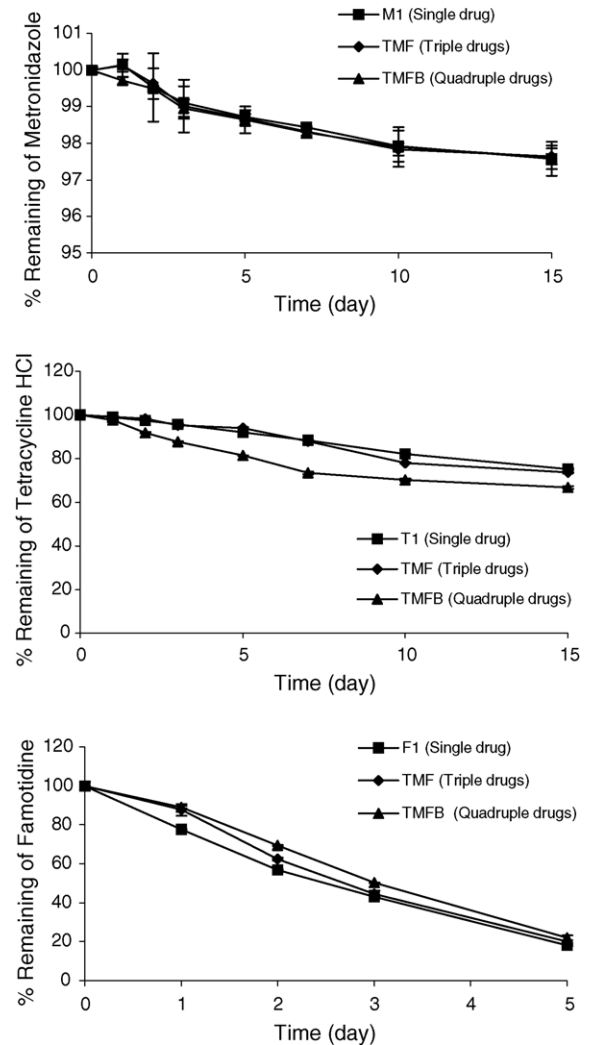 101
100
99
98
97
96
95
% Remaining of Metronidazole
M1 (Single drug)
TMF (Triple drugs)
TMFB (Quadruple drugs)
0 5 10 15
Time (day)
120
100
80
60
40
20
0
% Remaining of Tetracycline HCl
T1 (Single drug)
TMF (Triple drugs)
TMFB (Quadruple drugs)
0 5 10 15
Time (day)
120
100
80
60
40
20
0
% Remaining of Famotidine
F1 (Single drug)
TMF (Triple drugs)
TMFB (Quadruple drugs)
0 1 2 3 4 5
Time (day)